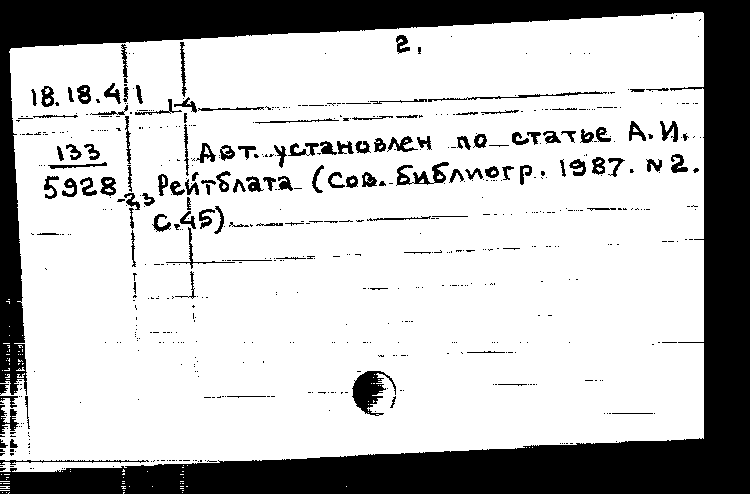 2.
18.18.4.1 1-4
133 Авт. установлен по статье А.И.
5928-2,3 Рейтблата (Сов. библиогр. 1987. N 2.
с.45).